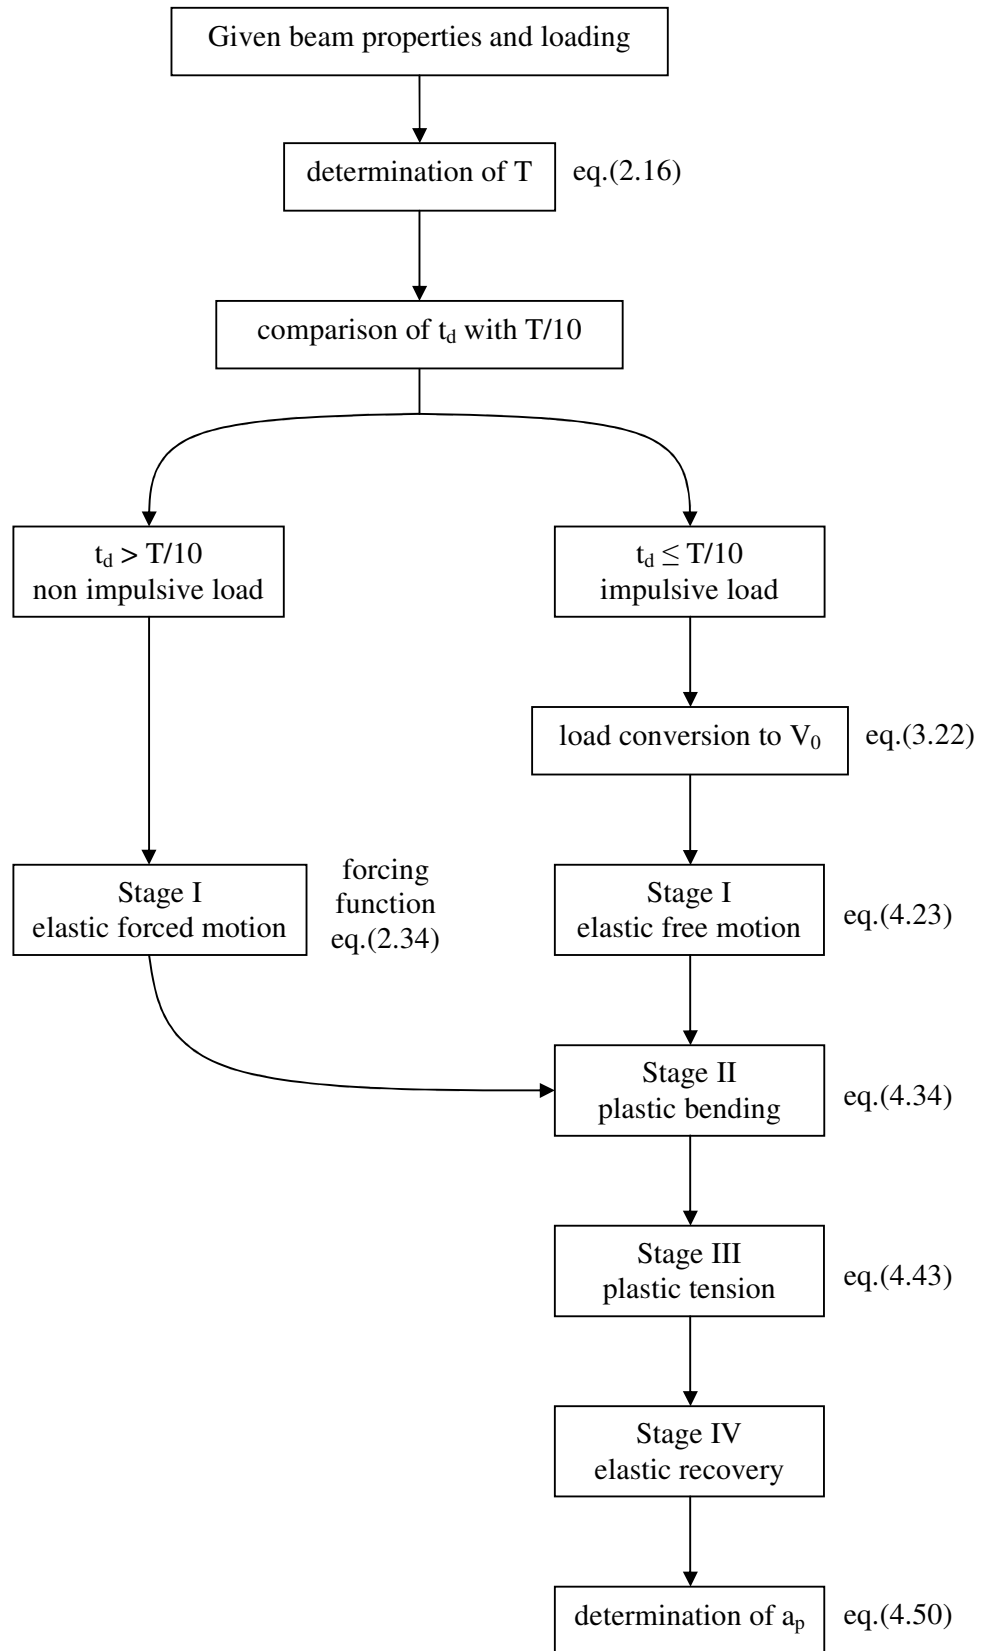 Given beam properties and loading
determination of T
eq.(2.16)
comparison of t_d with T/10
t_d > T/10
non impulsive load
t_d ≤ T/10
impulsive load
load conversion to V_0
eq.(3.22)
Stage I
elastic forced motion
forcing
function
eq.(2.34)
Stage I
elastic free motion
eq.(4.23)
Stage II
plastic bending
eq.(4.34)
Stage III
plastic tension
eq.(4.43)
Stage IV
elastic recovery
determination of a_p
eq.(4.50)